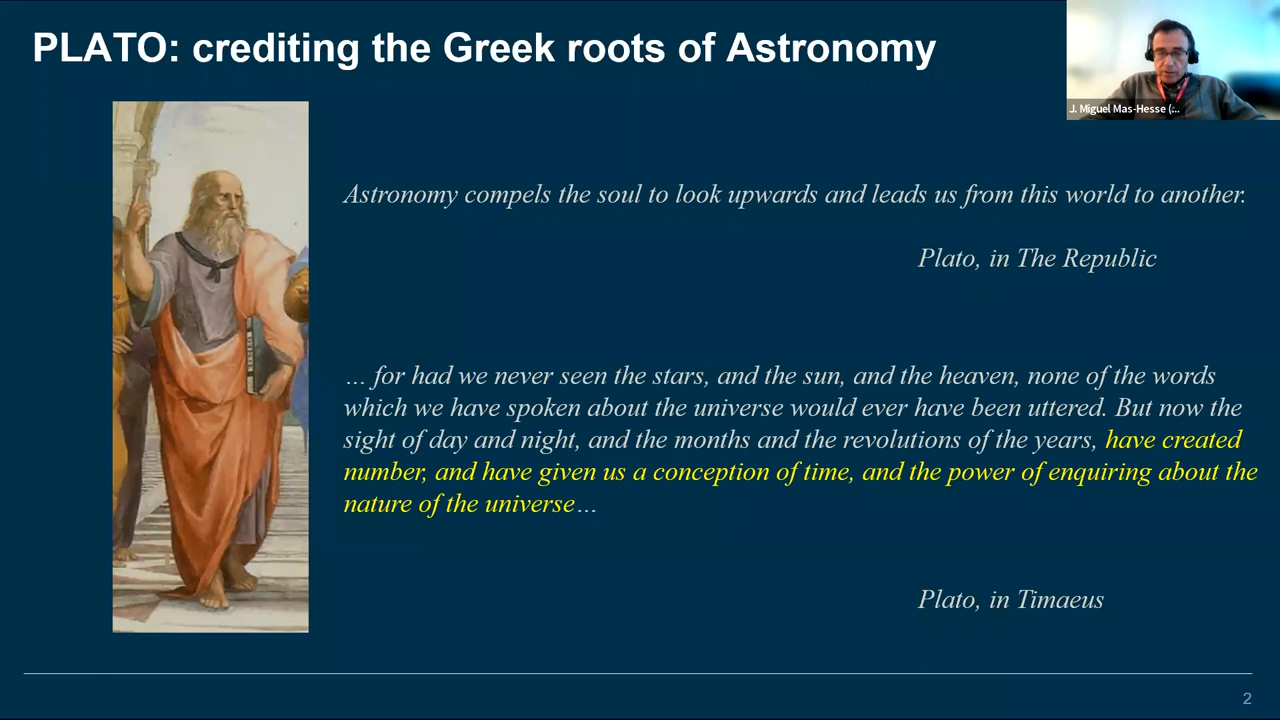 PLATO: crediting the Greek roots of Astronomy
J. Miguel Mas-Hesse (...
Astronomy compels the soul to look upwards and leads us from this world to another.
Plato, in The Republic
… for had we never seen the stars, and the sun, and the heaven, none of the words
which we have spoken about the universe would ever have been uttered. But now the
sight of day and night, and the months and the revolutions of the years, have created
number, and have given us a conception of time, and the power of enquiring about the
nature of the universe…
Plato, in Timaeus
2